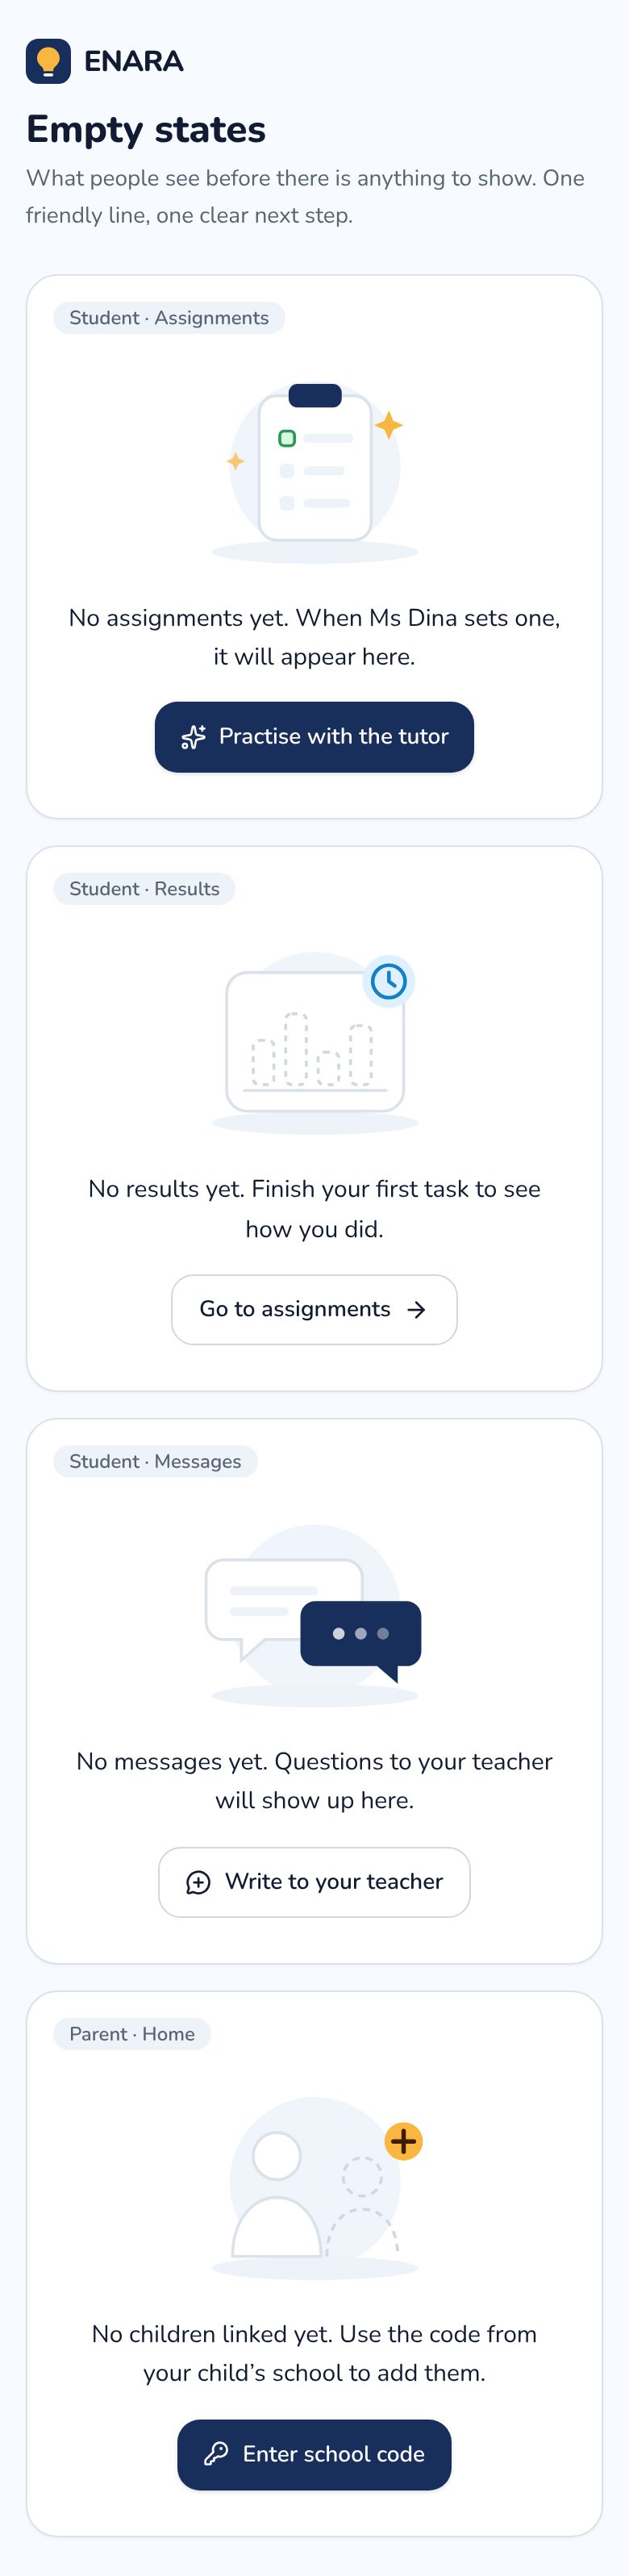 ENARA
Empty states
What people see before there is anything to show. One
friendly line, one clear next step.
Student · Assignments
No assignments yet. When Ms Dina sets one,
it will appear here.
Practise with the tutor
Student · Results
No results yet. Finish your first task to see
how you did.
Go to assignments
Student · Messages
No messages yet. Questions to your teacher
will show up here.
Write to your teacher
Parent · Home
No children linked yet. Use the code from
your child’s school to add them.
Enter school code